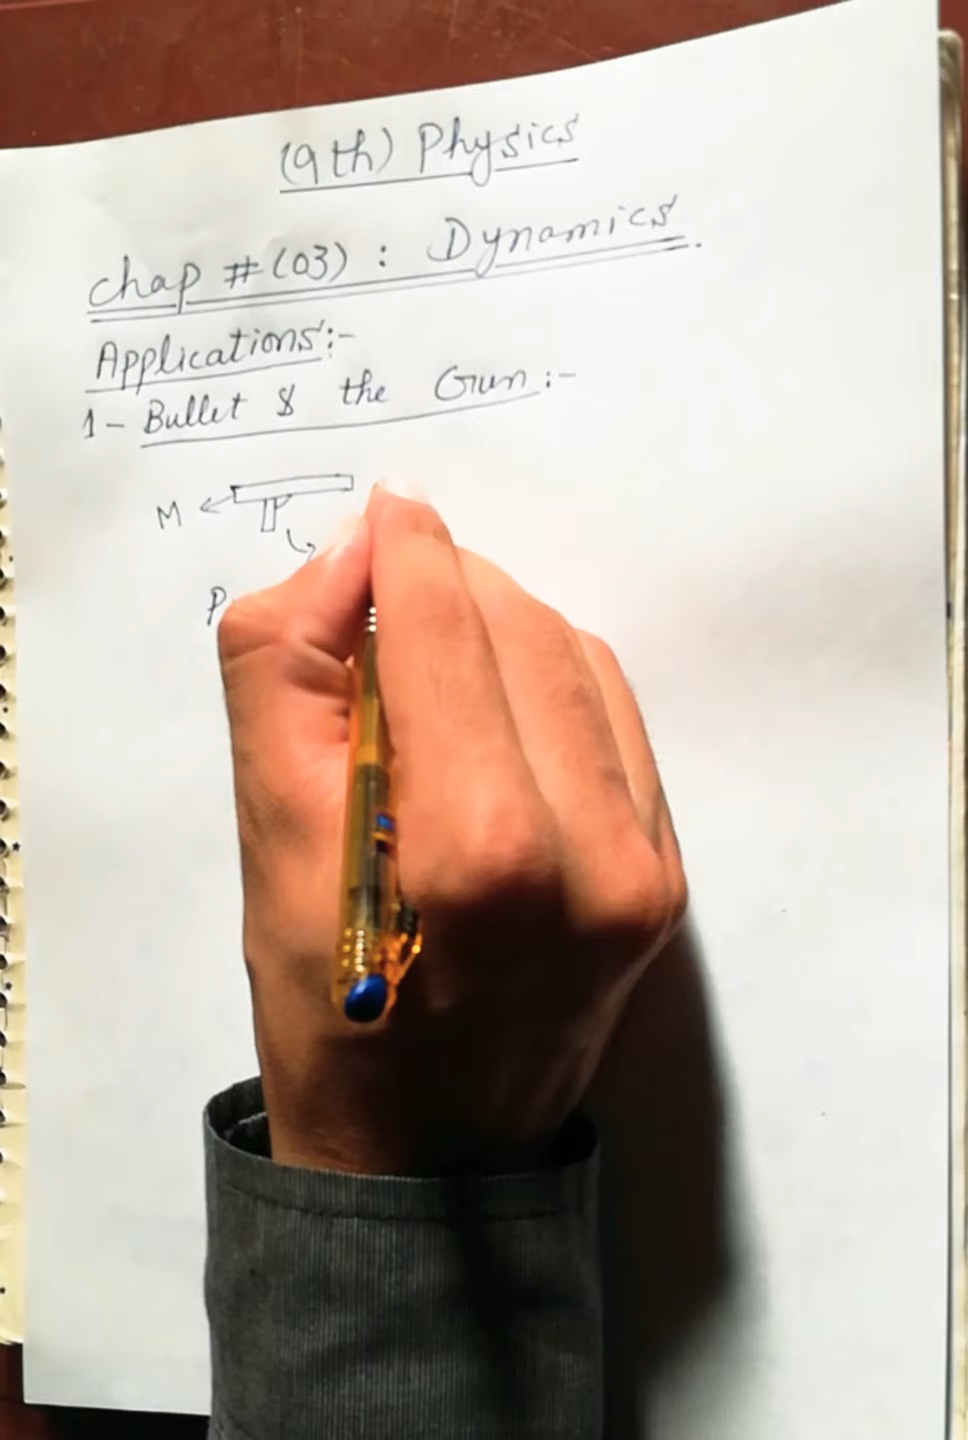 (9th) Physics
chap # (03) : Dynamics.
Applications:-
1- Bullet & the Gun :-
M
P